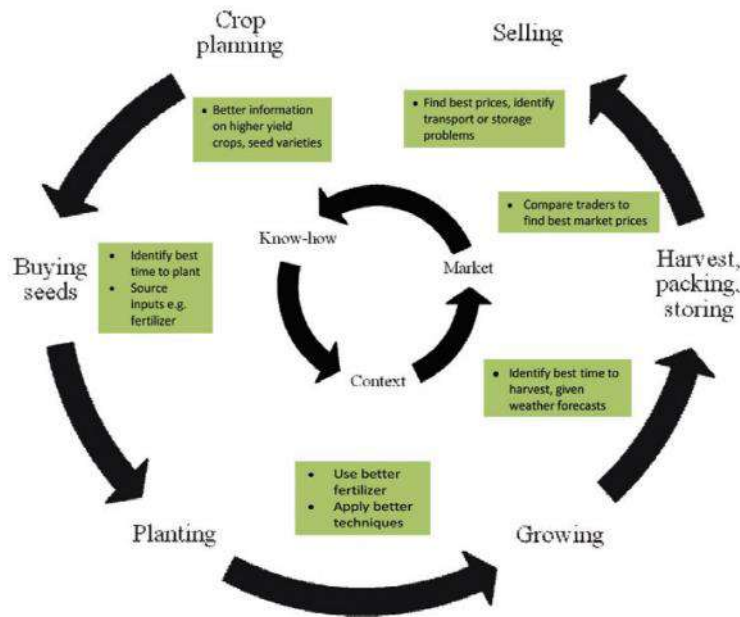 Crop
planning
Selling
• Better information
on higher yield
crops, seed varieties
• Find best prices, identify
transport or storage
problems
• Compare traders to
find best market prices
Know-how
Market
Context
Buying
seeds
• Identify best
time to plant
• Source
inputs e.g.
fertilizer
Harvest,
packing,
storing
• Identify best time to
harvest, given
weather forecasts
• Use better
fertilizer
• Apply better
techniques
Planting
Growing